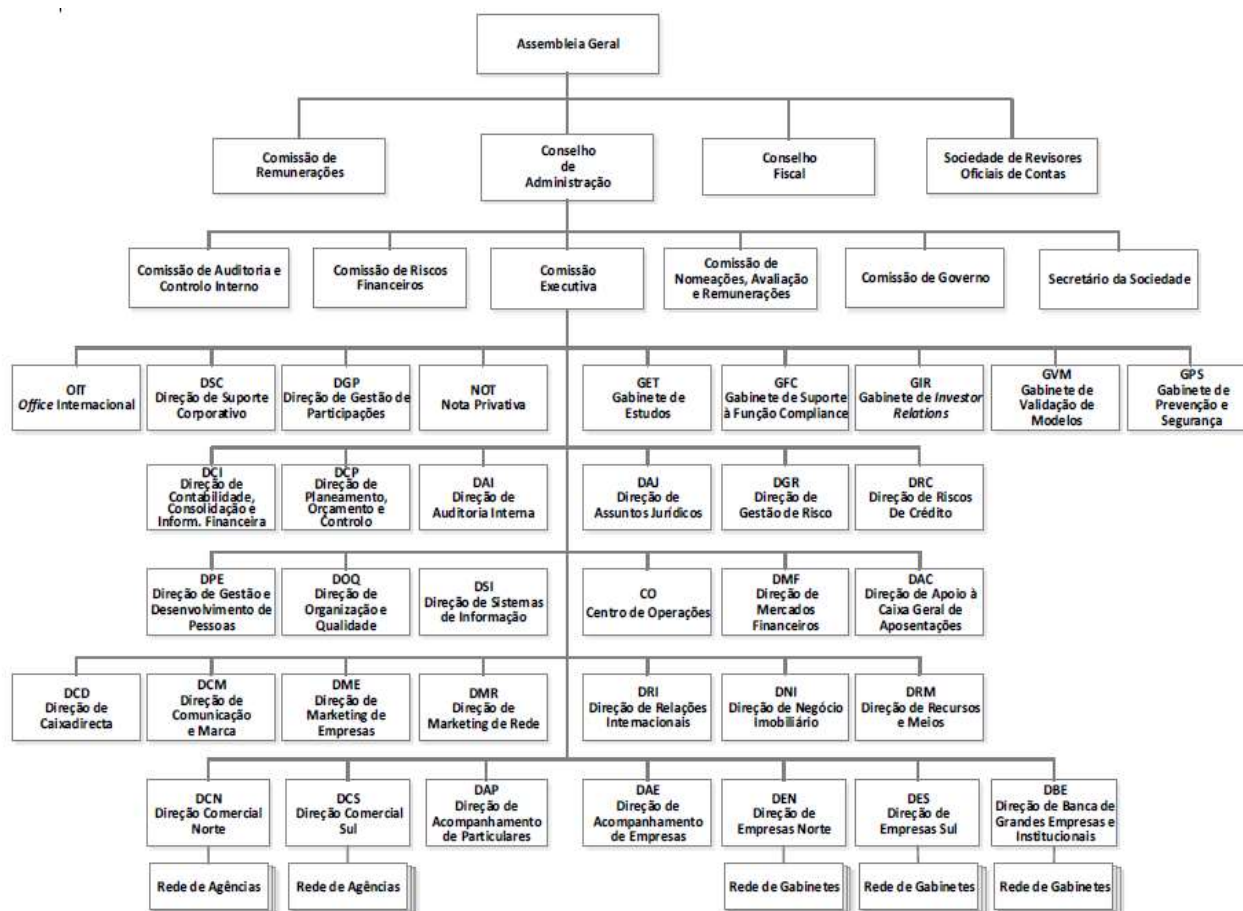 Assembleia Geral
Comissão de
Remunerações
Conselho
de
Administração
Conselho
Fiscal
Sociedade de Revisores
Oficiais de Contas
Comissão de Auditoria e
Controlo Interno
Comissão de Riscos
Financeiros
Comissão
Executiva
Comissão de
Nomeações, Avaliação
e Remunerações
Comissão de Governo
Secretário da Sociedade
OIT
Office Internacional
DSC
Direção de Suporte
Corporativo
DGP
Direção de Gestão de
Participações
NOT
Nota Privativa
GET
Gabinete de
Estudos
GFC
Gabinete de Suporte
à Função Compliance
GIR
Gabinete de Investor
Relations
GVM
Gabinete de
Validação de
Modelos
GPS
Gabinete de
Prevenção e
Segurança
DCI
Direção de
Contabilidade,
Consolidação e
Inform. Financeira
DCP
Direção de
Planeamento,
Orçamento e
Controlo
DAI
Direção de
Auditoria Interna
DAJ
Direção de
Assuntos Jurídicos
DGR
Direção de
Gestão de Risco
DRC
Direção de Riscos
De Crédito
DPE
Direção de Gestão e
Desenvolvimento de
Pessoas
DOQ
Direção de
Organização e
Qualidade
DSI
Direção de Sistemas
de Informação
CO
Centro de Operações
DMF
Direção de
Mercados
Financeiros
DAC
Direção de Apoio à
Caixa Geral de
Aposentações
DCD
Direção de
Caixadirecta
DCM
Direção de
Comunicação
e Marca
DME
Direção de
Marketing de
Empresas
DMR
Direção de
Marketing de Rede
DRI
Direção de Relações
Internacionais
DNI
Direção de Negócio
Imobiliário
DRM
Direção de Recursos
e Meios
DCN
Direção Comercial
Norte
DCS
Direção Comercial
Sul
DAP
Direção de
Acompanhamento
de Particulares
DAE
Direção de
Acompanhamento
de Empresas
DEN
Direção de
Empresas Norte
DES
Direção de
Empresas Sul
DBE
Direção de Banca de
Grandes Empresas e
Institucionais
Rede de Agências
Rede de Agências
Rede de Gabinetes
Rede de Gabinetes
Rede de Gabinetes